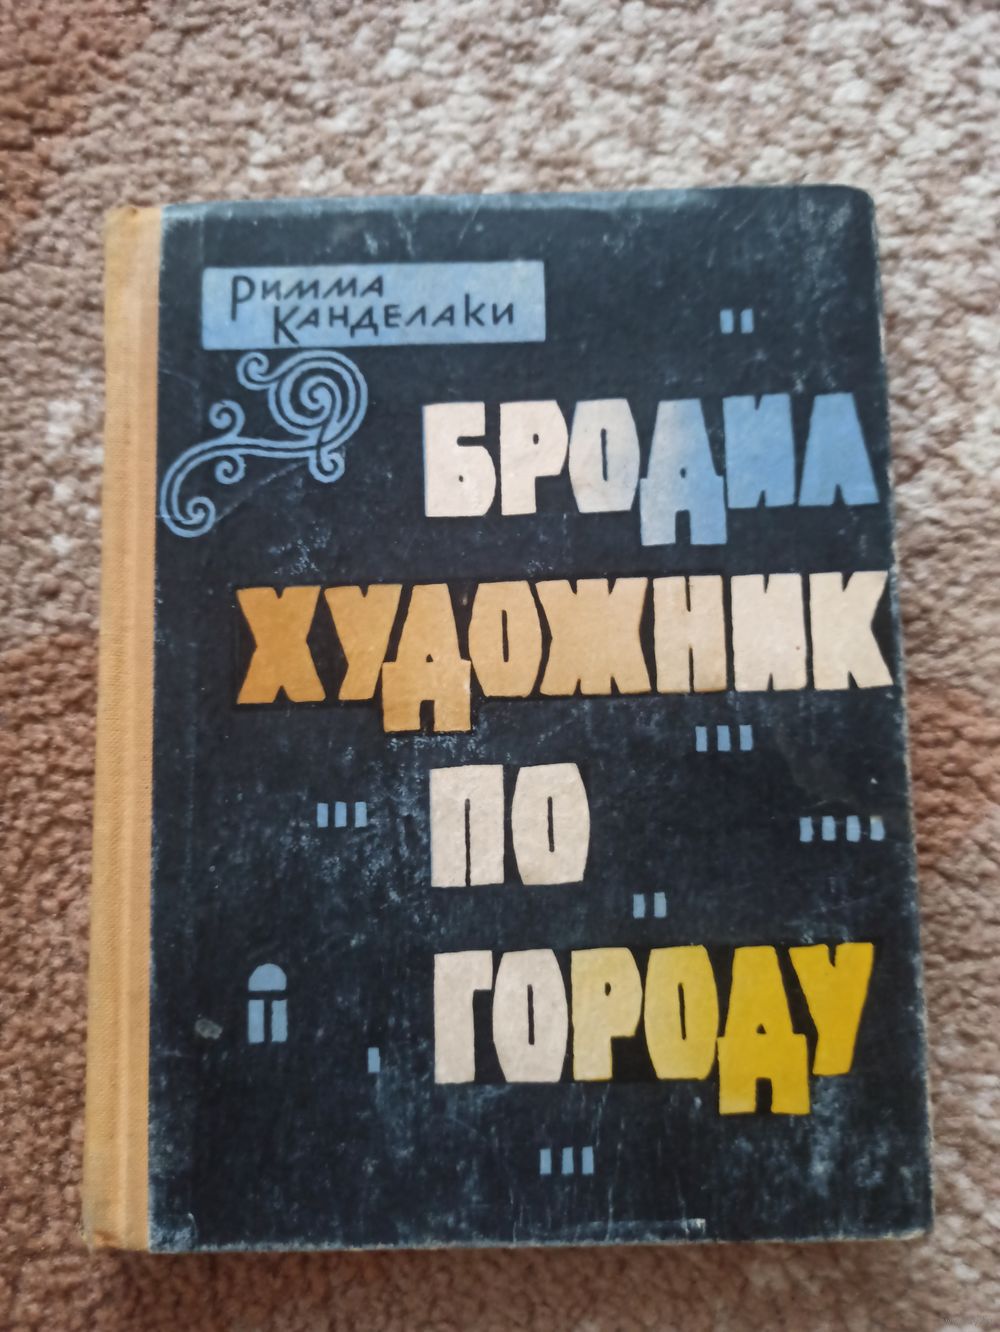 Римма
Канделаки
БРОДИЛ
ХУДОЖНИК
ПО
ГОРОДУ